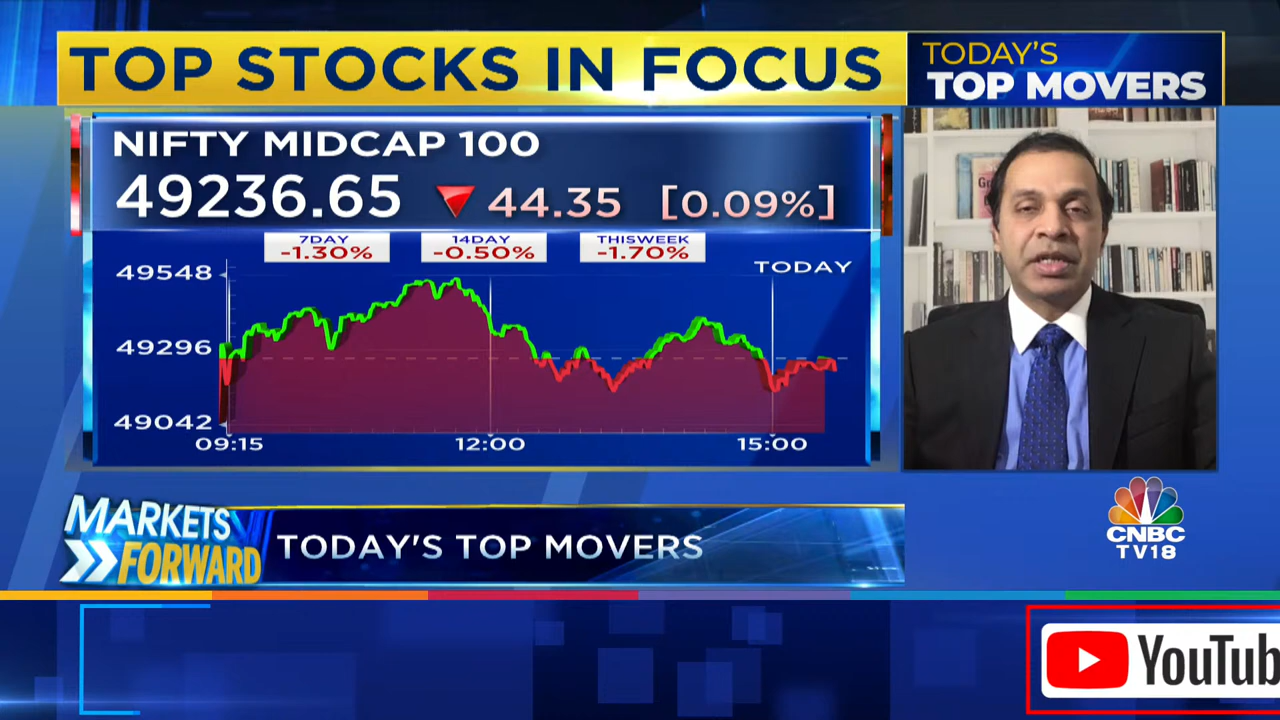 TOP STOCKS IN FOCUS
TODAY'S
TOP MOVERS
NIFTY MIDCAP 100
49236.65 ▼ 44.35 [0.09%]
7DAY
-1.30%
14DAY
-0.50%
THISWEEK
-1.70%
TODAY
49548
49296
49042
09:15 12:00 15:00
MARKETS
FORWARD
TODAY'S TOP MOVERS
CNBC
TV18
YouTub